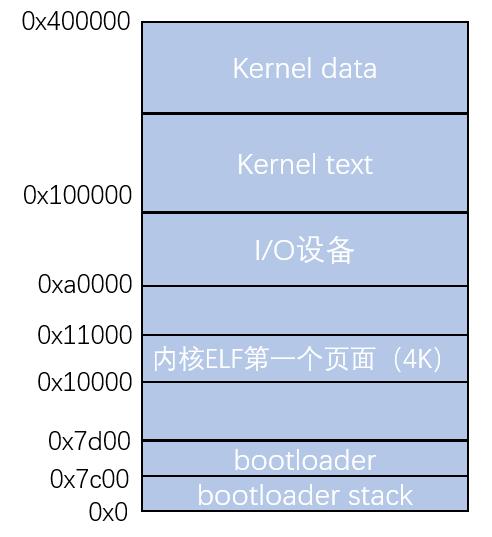 0x400000
Kernel data
Kernel text
0x100000
I/O设备
0xa0000
0x11000
内核ELF第一个页面（4K）
0x10000
0x7d00
bootloader
0x7c00
bootloader stack
0x0